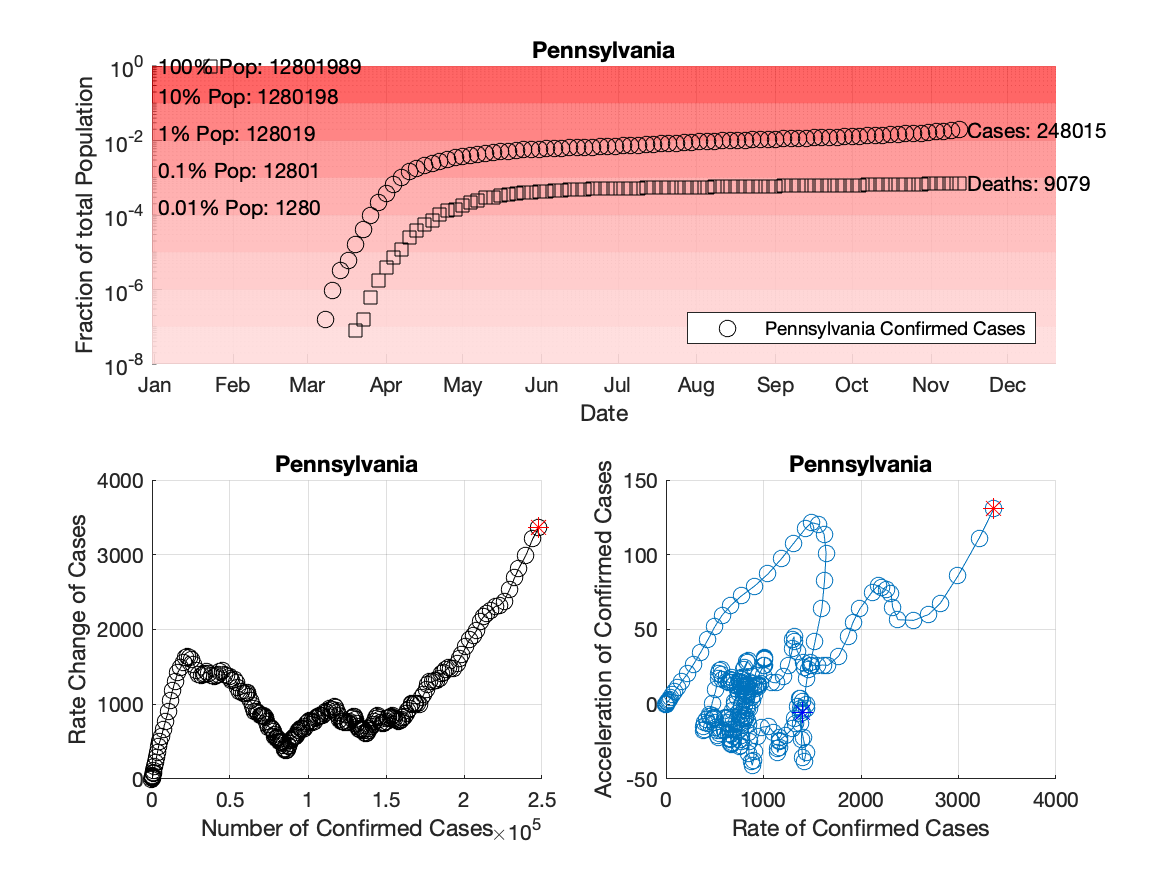 Pennsylvania
Fraction of total Population
10^0
10^-2
10^-4
10^-6
10^-8
100% Pop: 12801989
10% Pop: 1280198
1% Pop: 128019
0.1% Pop: 12801
0.01% Pop: 1280
Cases: 248015
Deaths: 9079
Pennsylvania Confirmed Cases
Jan Feb Mar Apr May Jun Jul Aug Sep Oct Nov Dec
Date
Pennsylvania
Rate Change of Cases
4000
3000
2000
1000
0
0 0.5 1 1.5 2 2.5
Number of Confirmed Cases ×10^5
Pennsylvania
Acceleration of Confirmed Cases
150
100
50
0
-50
0 1000 2000 3000 4000
Rate of Confirmed Cases